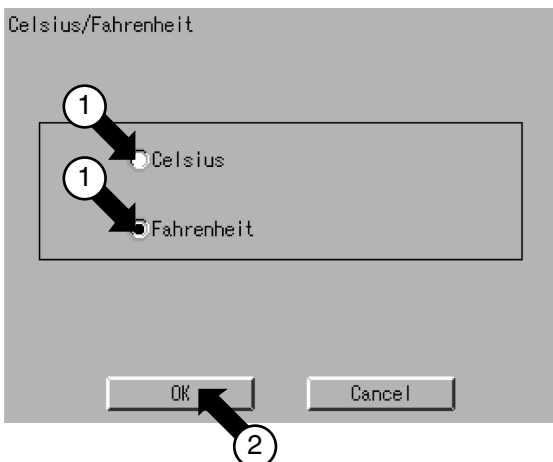 Celsius/Fahrenheit
1
Celsius
1
Fahrenheit
OK
Cancel
2